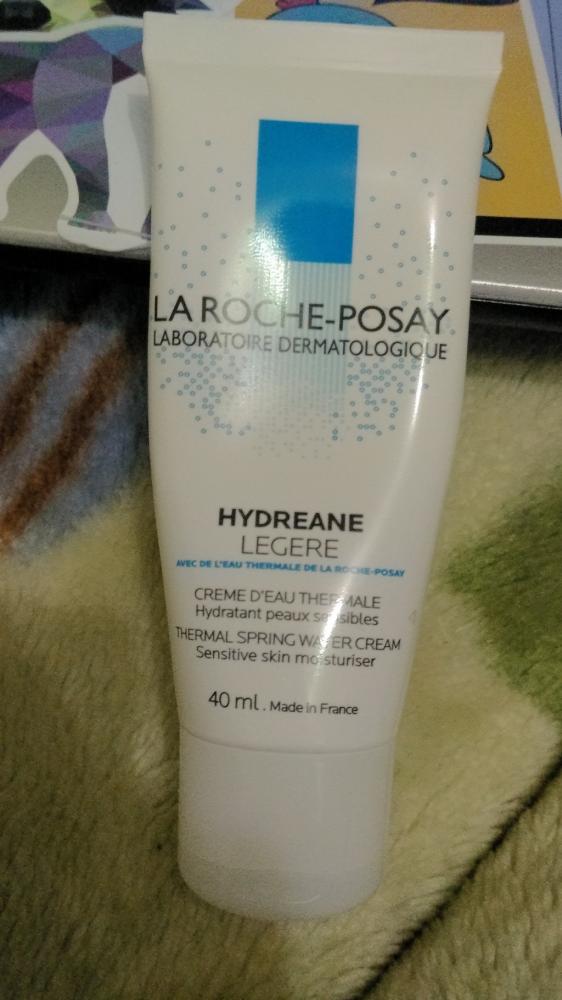 LA ROCHE-POSAY
LABORATOIRE DERMATOLOGIQUE
HYDREANE
LEGERE
AVEC DE L'EAU THERMALE DE LA ROCHE-POSAY
CREME D'EAU THERMALE
Hydratant peaux sensibles
THERMAL SPRING WATER CREAM
Sensitive skin moisturiser
40 ml . Made in France